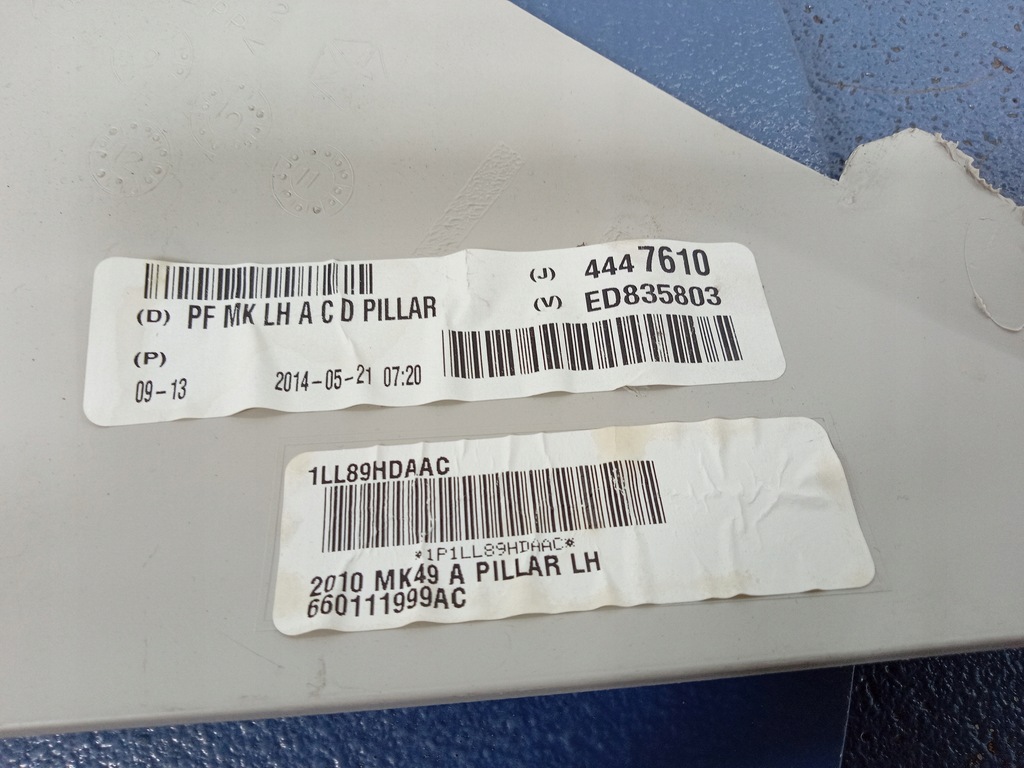 (J) 4447610
(D) PF MK LH A C D PILLAR
(V) ED835803
(P)
09-13 2014-05-21 07:20
1LL89HDAAC
*1P1LL89HDAAC*
2010 MK49 A PILLAR LH
660111999AC